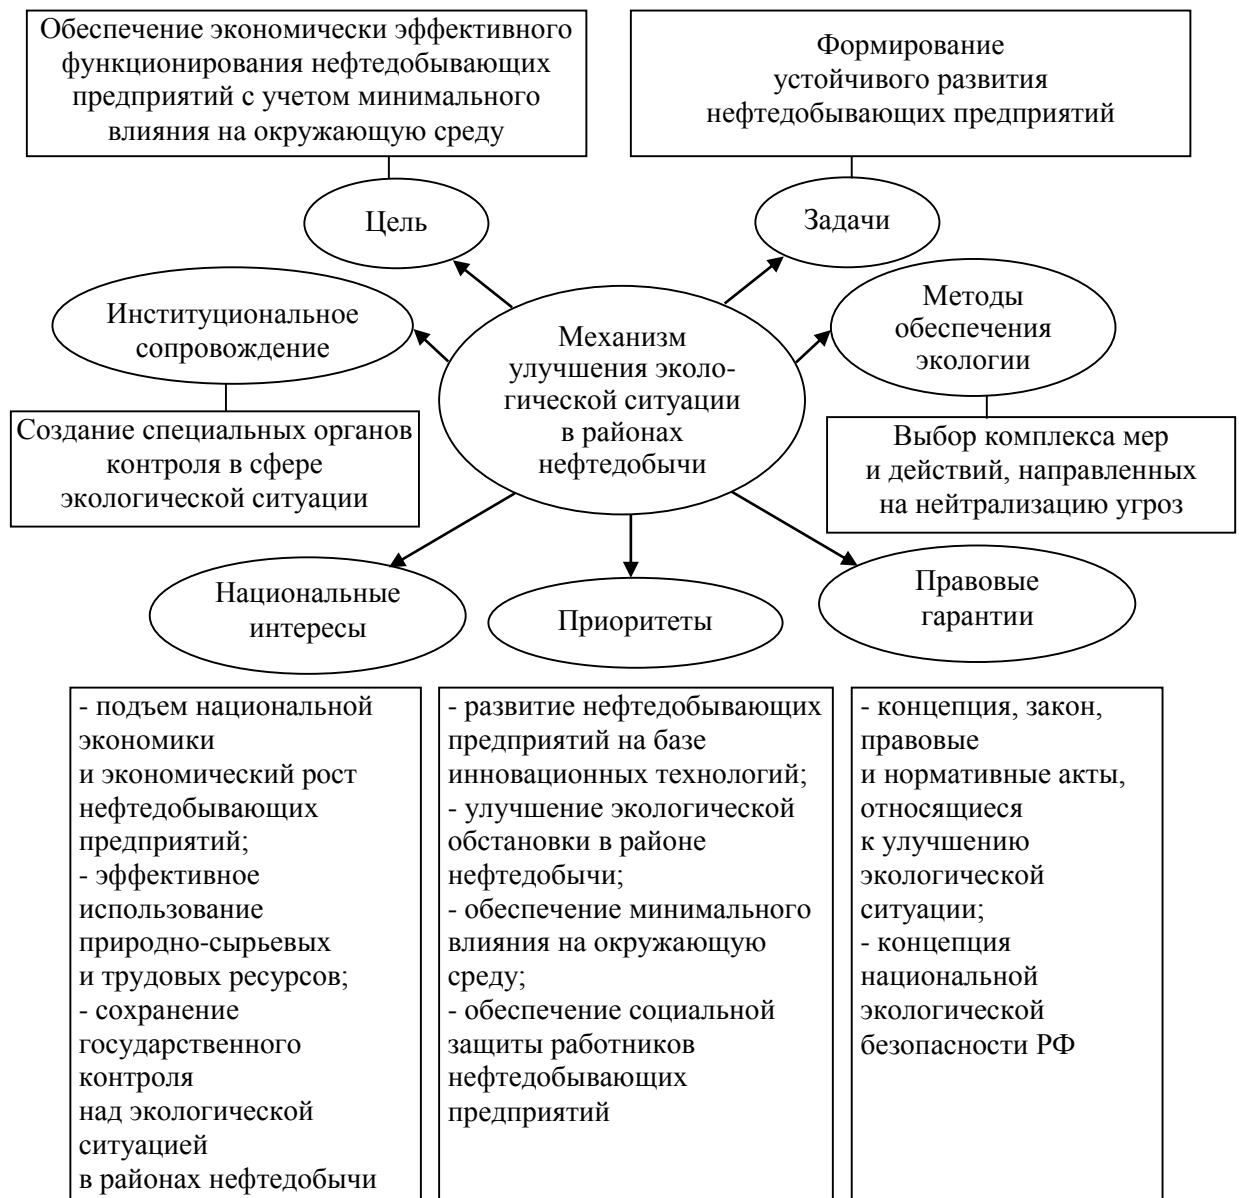 Обеспечение экономически эффективного
функционирования нефтедобывающих
предприятий с учетом минимального
влияния на окружающую среду
Формирование
устойчивого развития
нефтедобывающих предприятий
Цель
Задачи
Институциональное
сопровождение
Механизм
улучшения эколо-
гической ситуации
в районах
нефтедобычи
Методы
обеспечения
экологии
Создание специальных органов
контроля в сфере
экологической ситуации
Выбор комплекса мер
и действий, направленных
на нейтрализацию угроз
Национальные
интересы
Приоритеты
Правовые
гарантии
- подъем национальной
экономики
и экономический рост
нефтедобывающих
предприятий;
- эффективное
использование
природно-сырьевых
и трудовых ресурсов;
- сохранение
государственного
контроля
над экологической
ситуацией
в районах нефтедобычи
- развитие нефтедобывающих
предприятий на базе
инновационных технологий;
- улучшение экологической
обстановки в районе
нефтедобычи;
- обеспечение минимального
влияния на окружающую
среду;
- обеспечение социальной
защиты работников
нефтедобывающих
предприятий
- концепция, закон,
правовые
и нормативные акты,
относящиеся
к улучшению
экологической
ситуации;
- концепция
национальной
экологической
безопасности РФ